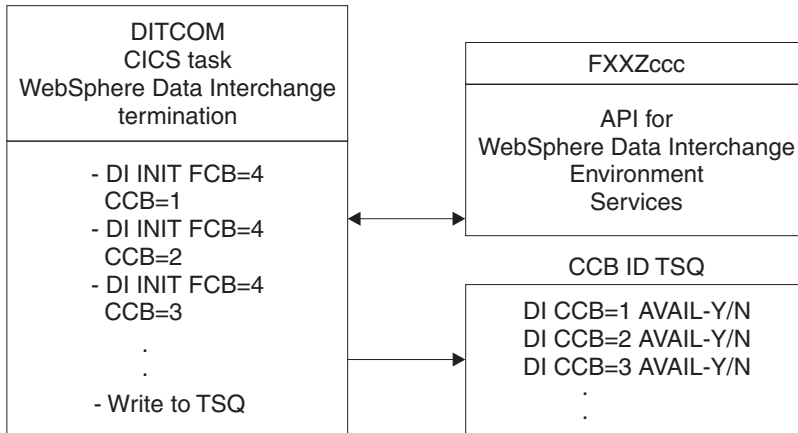 DITCOM
CICS task
WebSphere Data Interchange
termination
- DI INIT FCB=4
CCB=1
- DI INIT FCB=4
CCB=2
- DI INIT FCB=4
CCB=3
.
.
- Write to TSQ
FXXZccc
API for
WebSphere Data Interchange
Environment
Services
CCB ID TSQ
DI CCB=1 AVAIL-Y/N
DI CCB=2 AVAIL-Y/N
DI CCB=3 AVAIL-Y/N
.
.